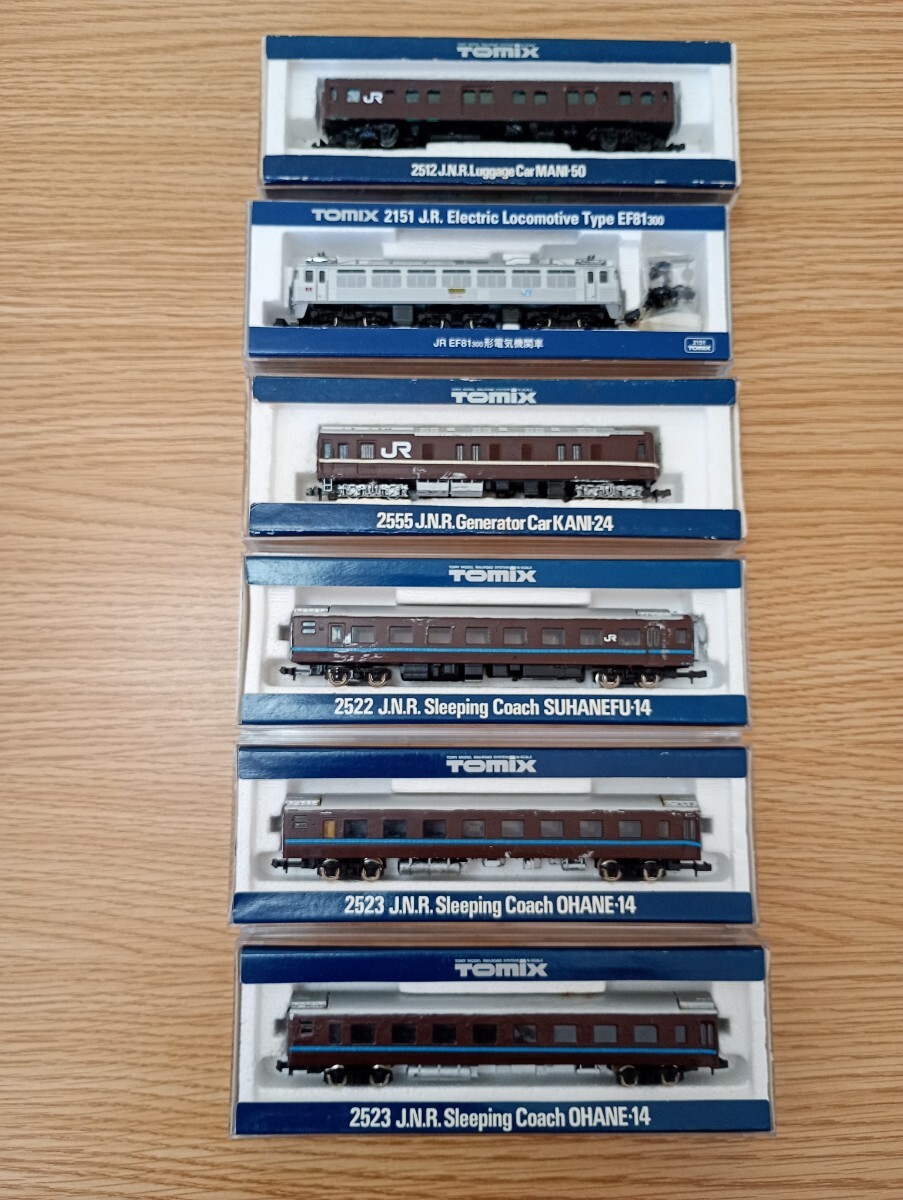 TOMIX
JR
2512 J.N.R. Luggage Car MANI-50
TOMIX 2151 J.R. Electric Locomotive Type EF81300
JR
JR EF81300形電気機関車
2151
TOMIX
TOMIX
JR
2555 J.N.R. Generator Car KANI-24
TOMIX
JR
2522 J.N.R. Sleeping Coach SUHANEFU-14
TOMIX
2523 J.N.R. Sleeping Coach OHANE-14
TOMIX
2523 J.N.R. Sleeping Coach OHANE-14